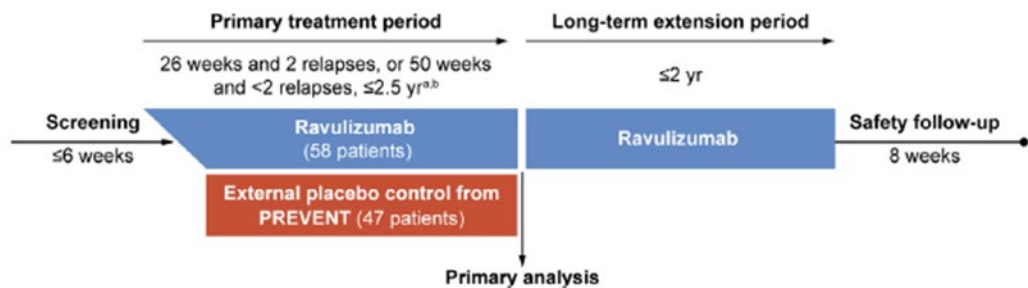 Primary treatment period
Long-term extension period
26 weeks and 2 relapses, or 50 weeks
and <2 relapses, ≤2.5 yrᵃ,ᵇ
≤2 yr
Screening
≤6 weeks
Ravulizumab
(58 patients)
Ravulizumab
Safety follow-up
8 weeks
External placebo control from
PREVENT (47 patients)
Primary analysis